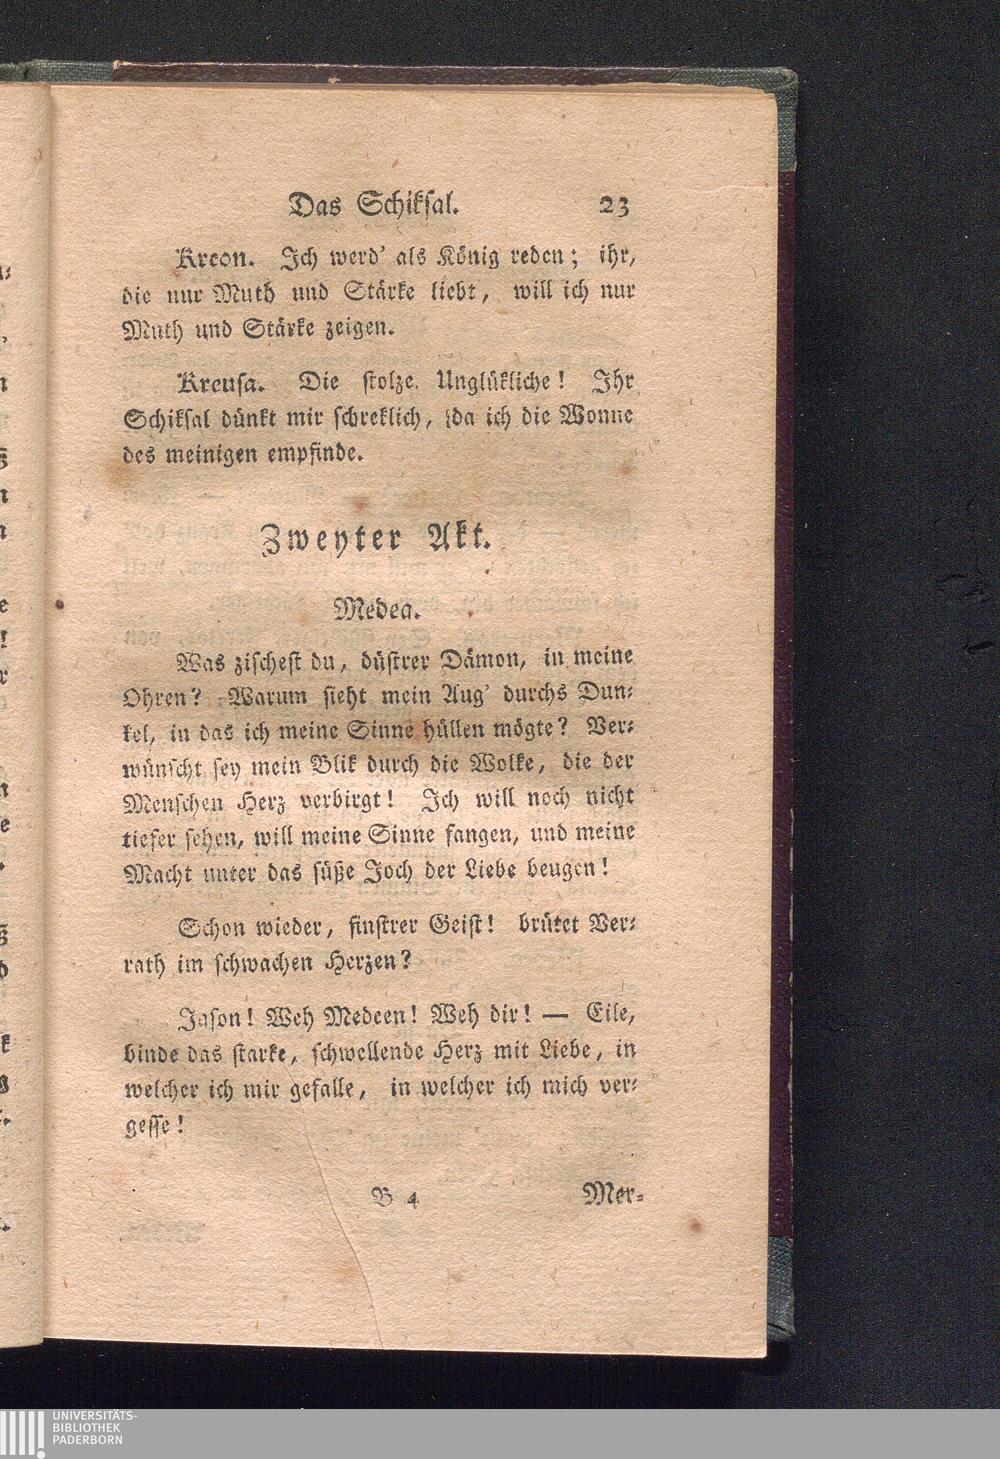 Das Schiksal. 23
Kreon. Ich werd' als König reden; ihr,
die nur Muth und Stärke liebt, will ich nur
Muth und Stärke zeigen.
Kreusa. Die stolze Unglükliche! Ihr
Schiksal dünkt mir schreklich, da ich die Wonne
des meinigen empfinde.
Zweyter Akt.
Medea.
Was zischest du, düstrer Dämon, in meine
Ohren? Warum sieht mein Aug' durchs Dun-
kel, in das ich meine Sinne hüllen mögte? Ver-
wünscht sey mein Blik durch die Wolke, die der
Menschen Herz verbirgt! Ich will noch nicht
tiefer sehen, will meine Sinne fangen, und meine
Macht unter das süße Joch der Liebe beugen!
Schon wieder, finstrer Geist! brütet Ver-
rath im schwachen Herzen?
Jason! Weh Medeen! Weh dir! — Eile,
binde das starke, schwellende Herz mit Liebe, in
welcher ich mir gefalle, in welcher ich mich ver-
gesse!
B 4 Mer-
UNIVERSITÄTS-
BIBLIOTHEK
PADERBORN